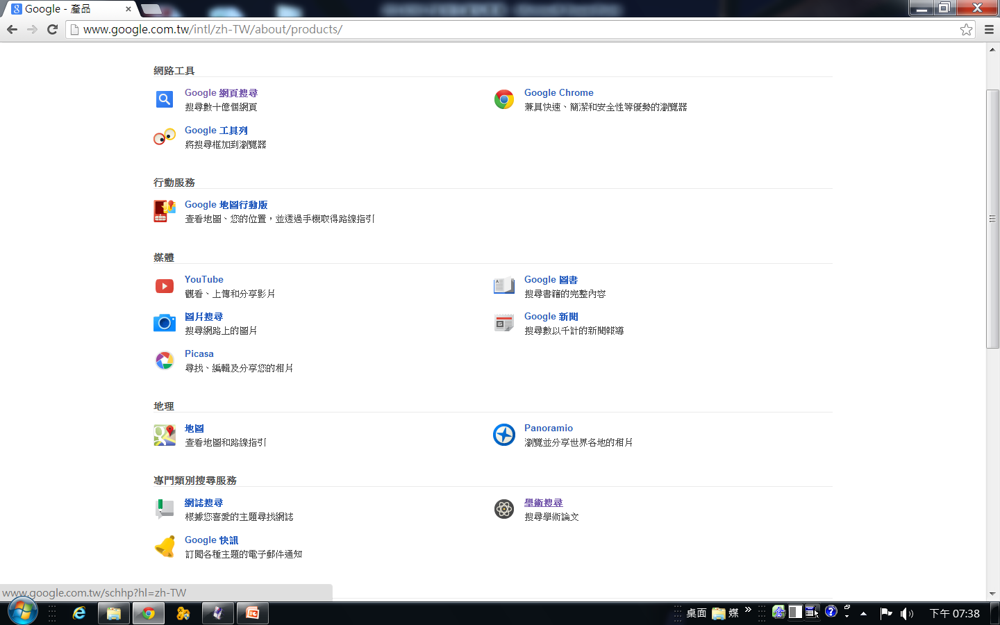 Google - 產品
www.google.com.tw/intl/zh-TW/about/products/
網路工具
Google 網頁搜尋
搜尋數十億個網頁
Google Chrome
兼具快速、簡潔和安全性等優勢的瀏覽器
Google 工具列
將搜尋框加到瀏覽器
行動服務
Google 地圖行動版
查看地圖、您的位置，並透過手機取得路線指引
媒體
YouTube
觀看、上傳和分享影片
Google 圖書
搜尋書籍的完整內容
圖片搜尋
搜尋網路上的圖片
Google 新聞
搜尋數以千計的新聞報導
Picasa
尋找、編輯及分享您的相片
地理
地圖
查看地圖和路線指引
Panoramio
瀏覽並分享世界各地的相片
專門類別搜尋服務
網誌搜尋
根據您喜愛的主題尋找網誌
學術搜尋
搜尋學術論文
Google 快訊
訂閱各種主題的電子郵件通知
www.google.com.tw/schhp?hl=zh-TW
桌面 媒 »
下午 07:38